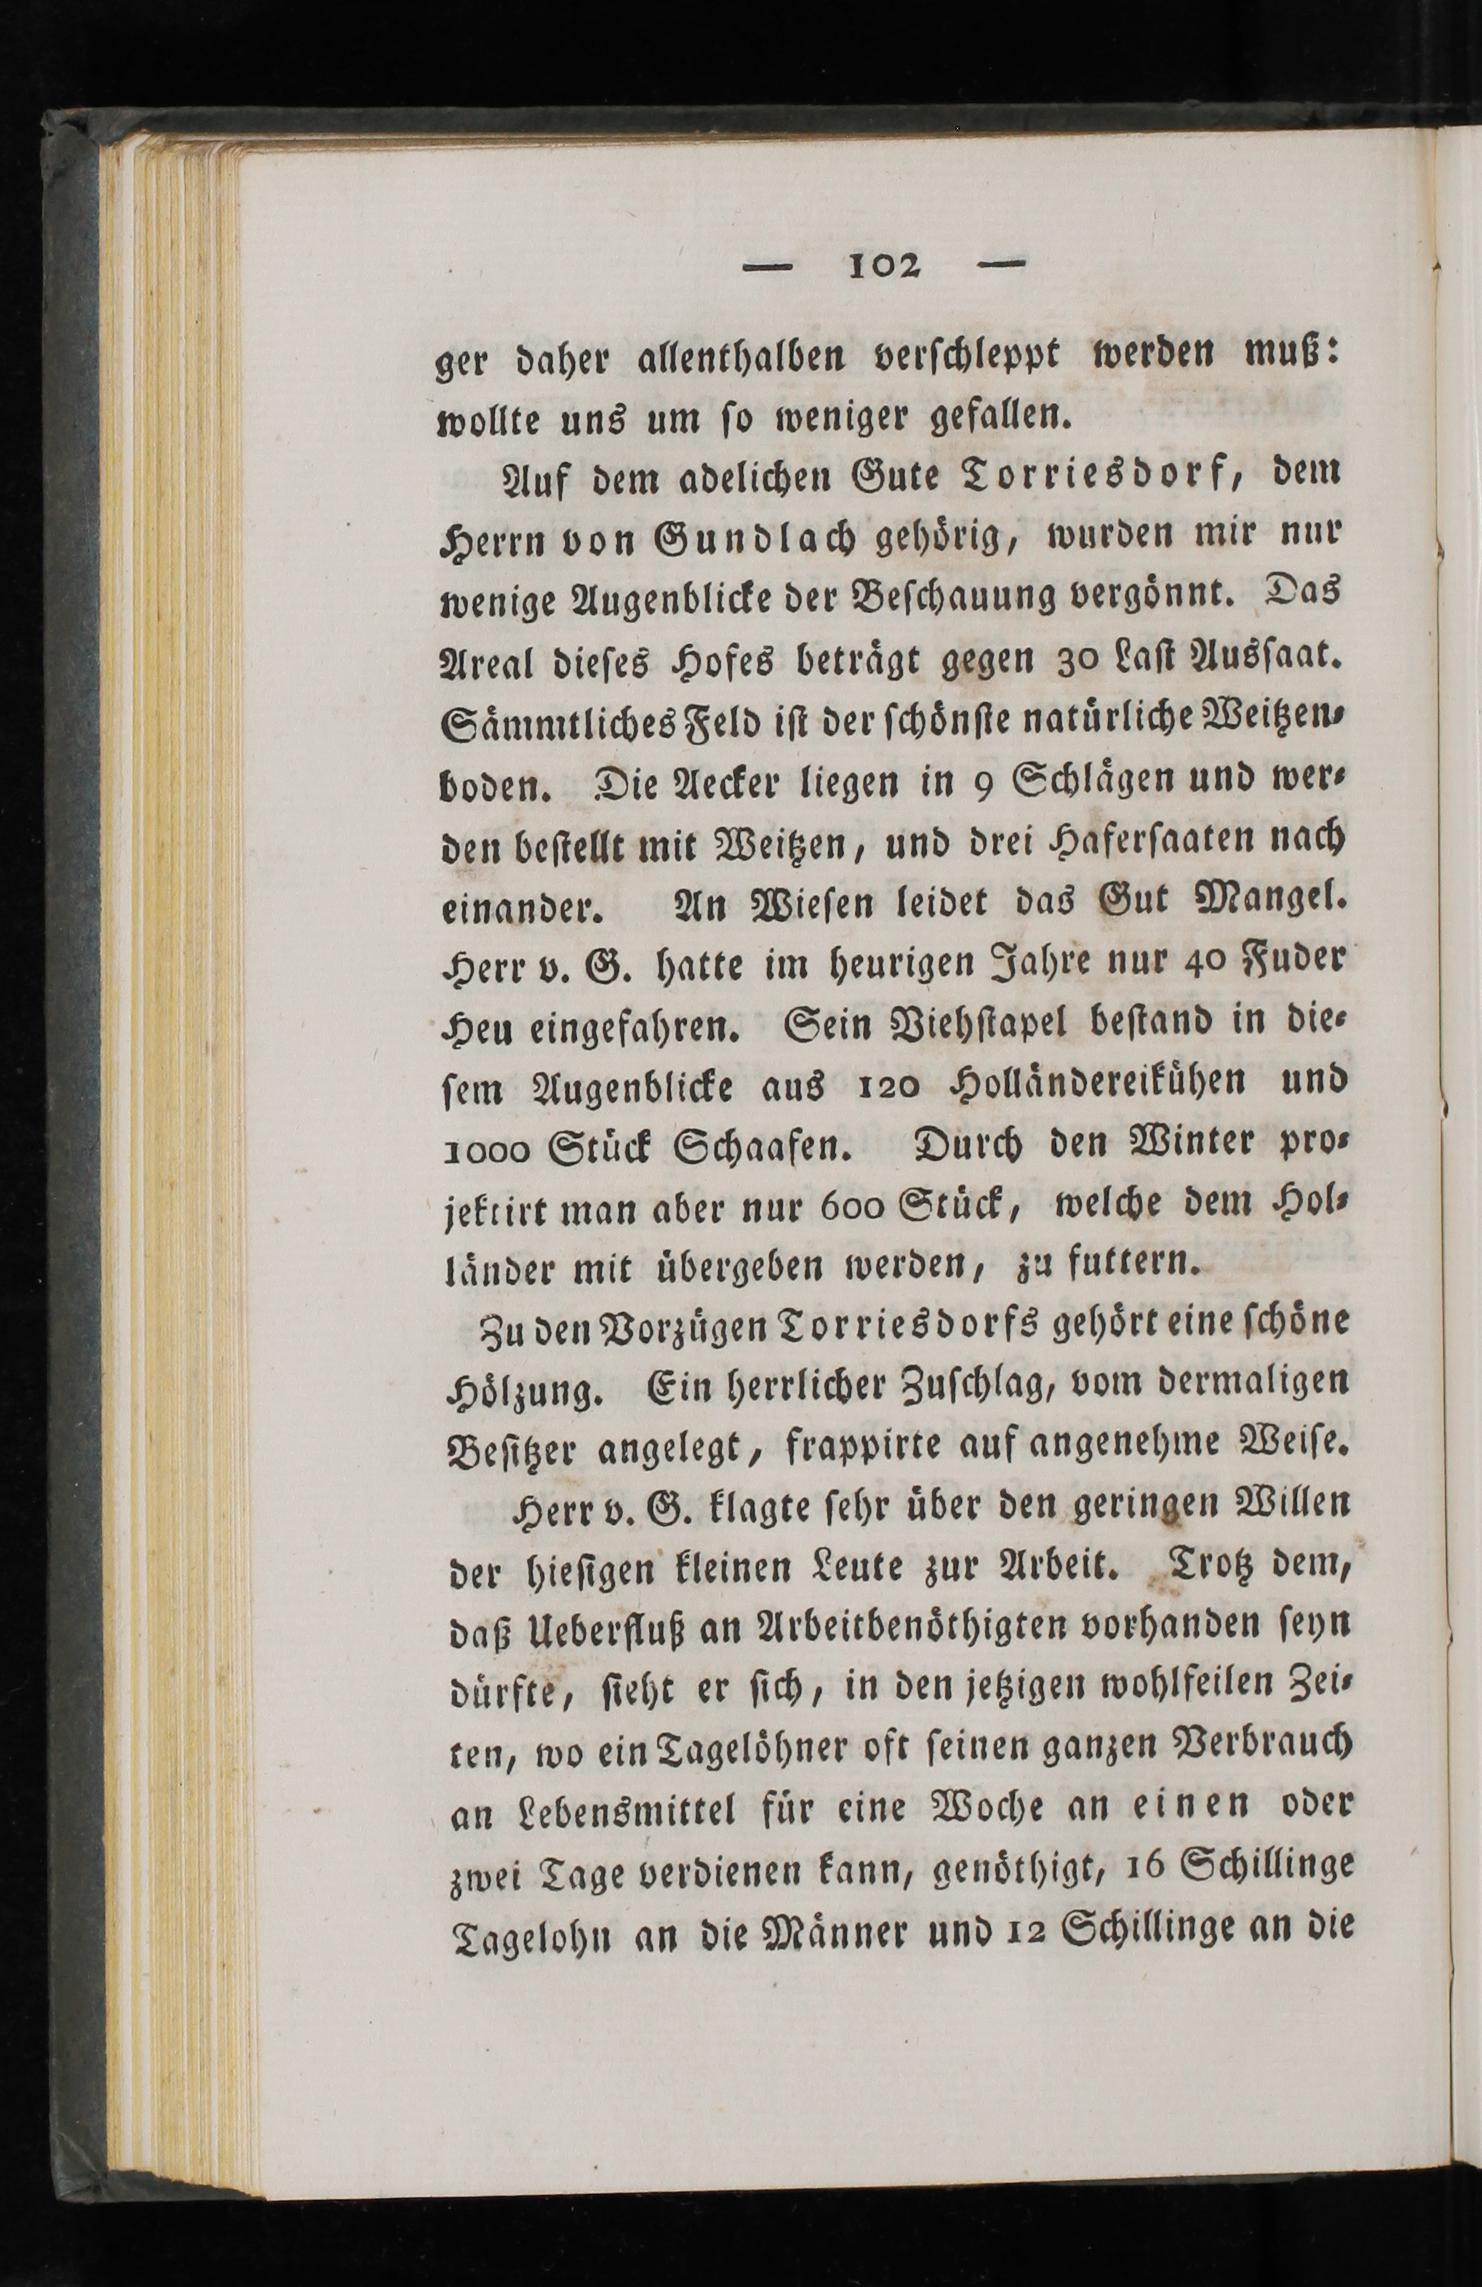 — 102 —
ger daher allenthalben verſchleppt werden muß:
wollte uns um ſo weniger gefallen.
Auf dem adelichen Gute Torriesdorf, dem
Herrn von Gundlach gehörig, wurden mir nur
wenige Augenblicke der Beſchauung vergönnt. Das
Areal dieſes Hofes beträgt gegen 30 Laſt Ausſaat.
Sämmtliches Feld iſt der ſchönſte natürliche Weitzen⸗
boden. Die Aecker liegen in 9 Schlägen und wer⸗
den beſtellt mit Weitzen, und drei Haferſaaten nach
einander. An Wieſen leidet das Gut Mangel.
Herr v. G. hatte im heurigen Jahre nur 40 Fuder
Heu eingefahren. Sein Viehſtapel beſtand in die⸗
ſem Augenblicke aus 120 Holländereikühen und
1000 Stück Schaafen. Durch den Winter pro⸗
jektirt man aber nur 600 Stück, welche dem Hol⸗
länder mit übergeben werden, zu futtern.
Zu den Vorzügen Torriesdorfs gehört eine ſchöne
Hölzung. Ein herrlicher Zuſchlag, vom dermaligen
Beſitzer angelegt, frappirte auf angenehme Weiſe.
Herr v. G. klagte ſehr über den geringen Willen
der hieſigen kleinen Leute zur Arbeit. Trotz dem,
daß Ueberfluß an Arbeitbenöthigten vorhanden ſeyn
dürfte, ſieht er ſich, in den jetzigen wohlfeilen Zei⸗
ten, wo ein Tagelöhner oft ſeinen ganzen Verbrauch
an Lebensmittel für eine Woche an einen oder
zwei Tage verdienen kann, genöthigt, 16 Schillinge
Tagelohn an die Männer und 12 Schillinge an die